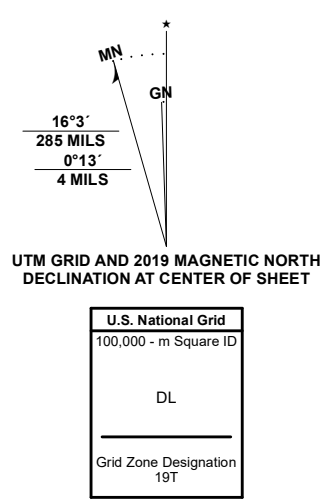 ★
MN
GN
16°3´
285 MILS
0°13´
4 MILS
UTM GRID AND 2019 MAGNETIC NORTH
DECLINATION AT CENTER OF SHEET
U.S. National Grid
100,000 - m Square ID
DL
Grid Zone Designation
19T